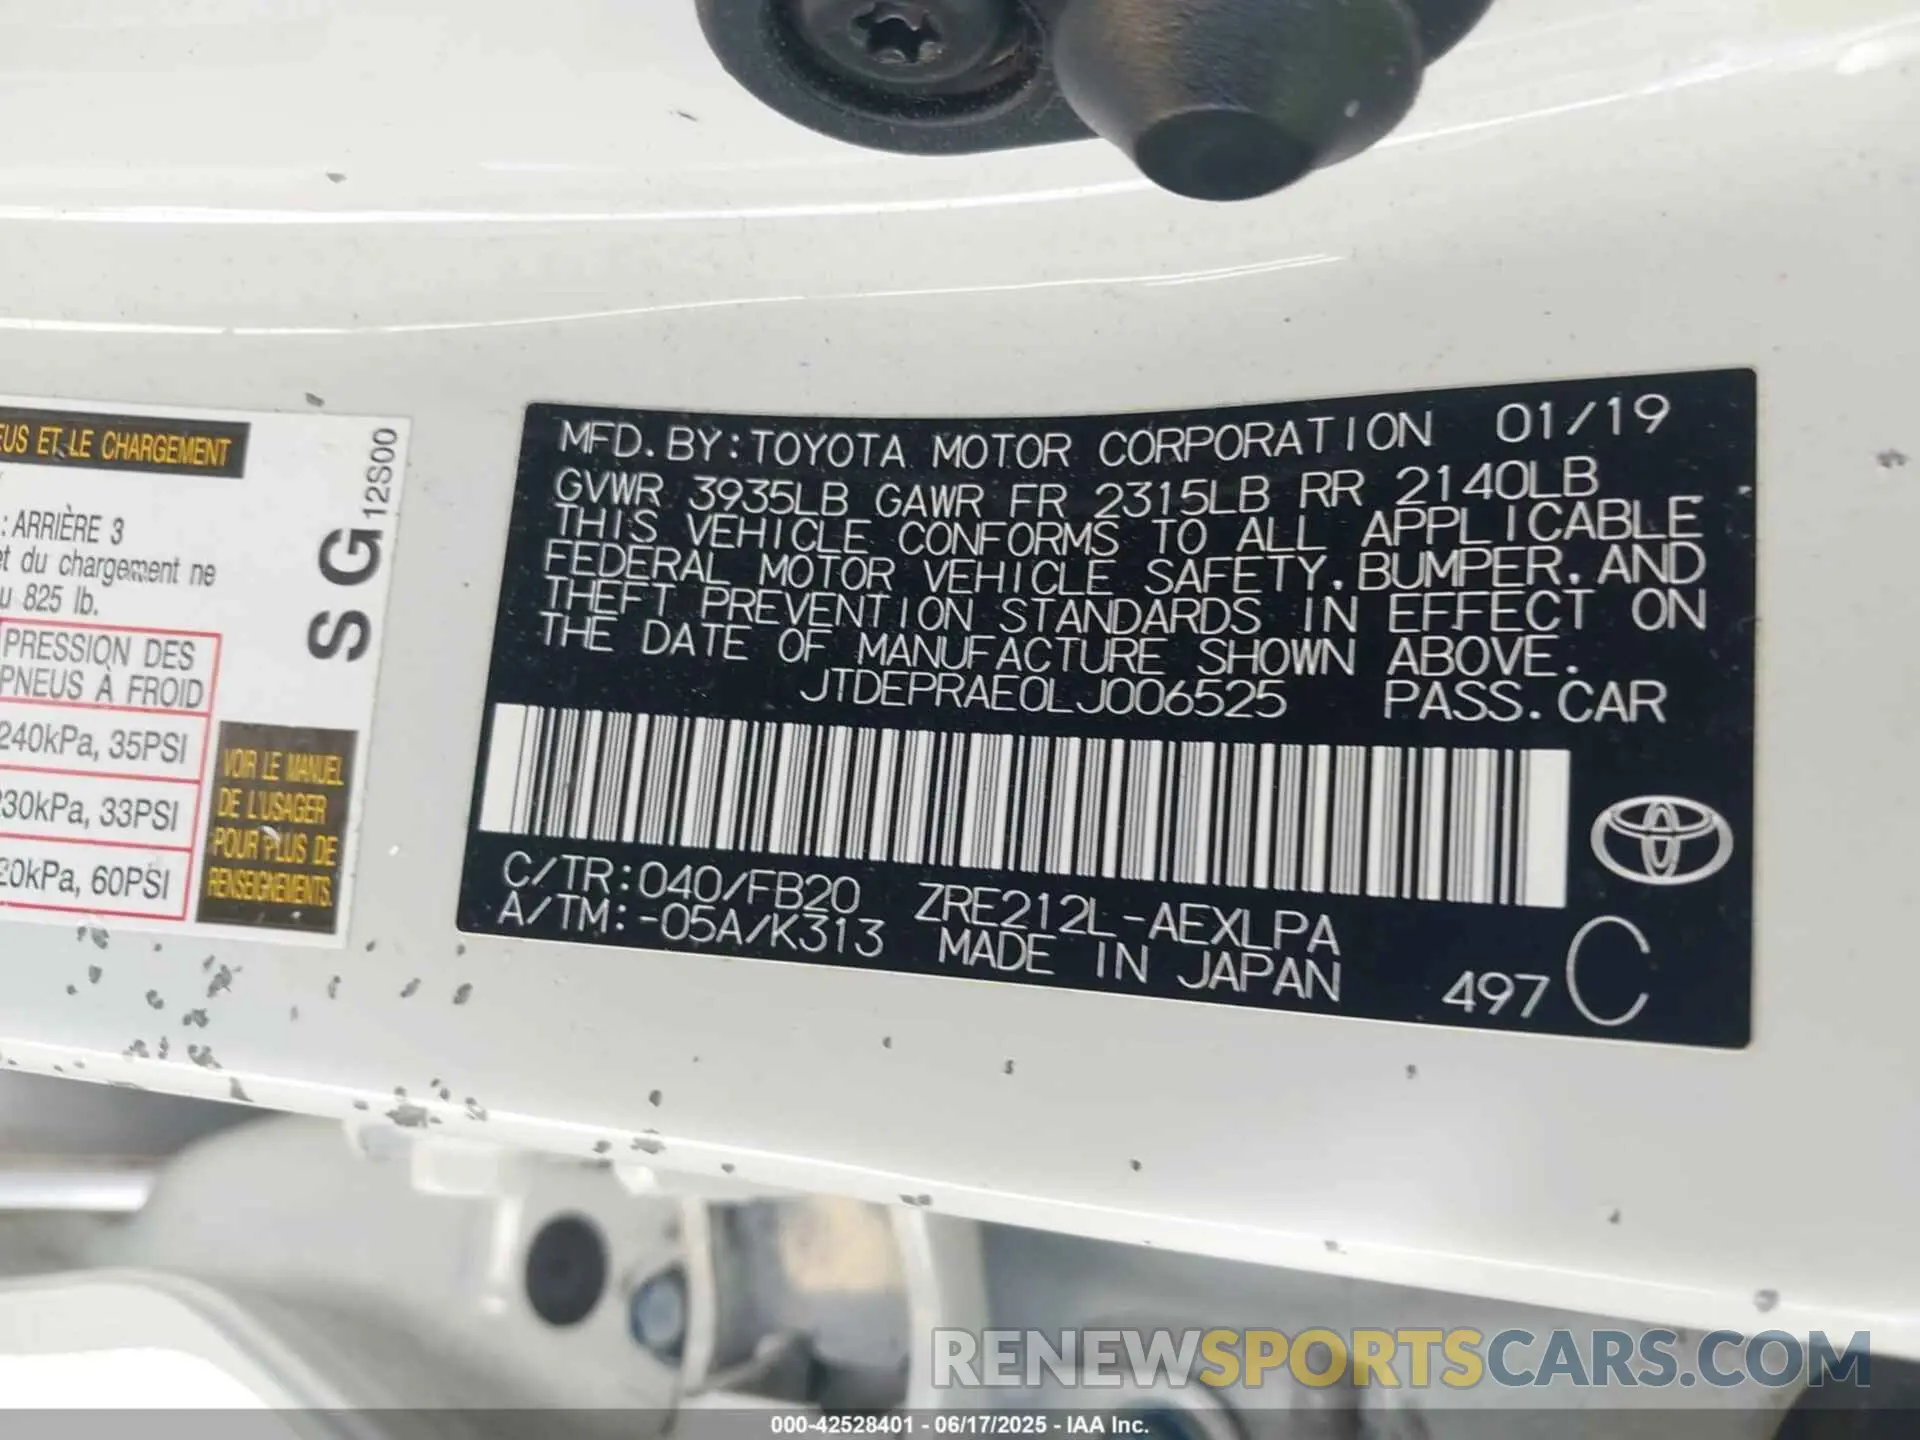 EUS ET LE CHARGEMENT
: ARRIÈRE 3
et du chargement ne
u 825 lb.
PRESSION DES
PNEUS À FROID
240kPa, 35PSI
230kPa, 33PSI
20kPa, 60PSI
SG
12S00
VOIR LE MANUEL
DE L'USAGER
POUR PLUS DE
RENSEIGNEMENTS.
MFD. BY: TOYOTA MOTOR CORPORATION 01/19
GVWR 3935LB GAWR FR 2315LB RR 2140LB
THIS VEHICLE CONFORMS TO ALL APPLICABLE
FEDERAL MOTOR VEHICLE SAFETY, BUMPER, AND
THEFT PREVENTION STANDARDS IN EFFECT ON
THE DATE OF MANUFACTURE SHOWN ABOVE.
JTDEPRAE0LJ006525 PASS. CAR
C/TR: 040/FB20 ZRE212L-AEXLPA
A/TM: -05A/K313 MADE IN JAPAN
497 C
RENEWSPORTSCARS.COM
000-42528401 - 06/17/2025 - IAA Inc.